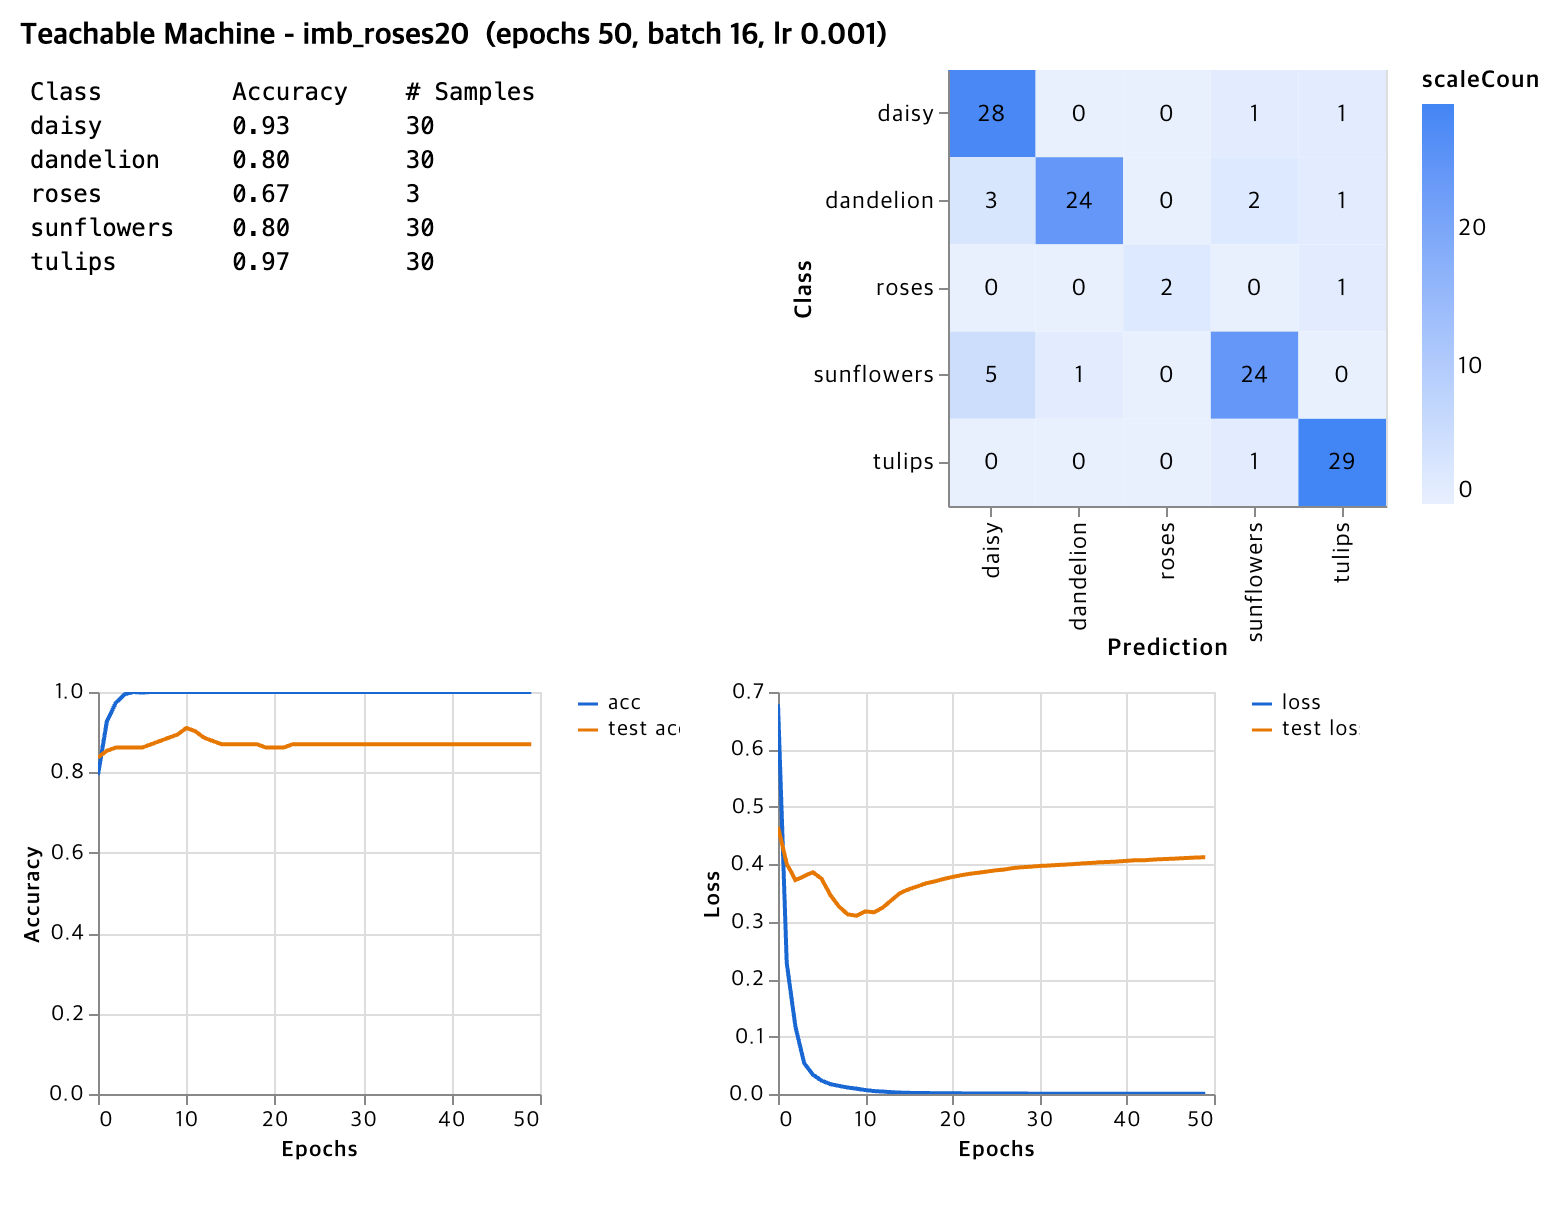 Teachable Machine - imb_roses20 (epochs 50, batch 16, lr 0.001)
Class Accuracy # Samples
daisy 0.93 30
dandelion 0.80 30
roses 0.67 3
sunflowers 0.80 30
tulips 0.97 30
scaleCoun
20
10
0
Class
daisy 28 0 0 1 1
dandelion 3 24 0 2 1
roses 0 0 2 0 1
sunflowers 5 1 0 24 0
tulips 0 0 0 1 29
daisy dandelion roses sunflowers tulips
Prediction
Accuracy
1.0
0.8
0.6
0.4
0.2
0.0
0 10 20 30 40 50
Epochs
acc
test acc
Loss
0.7
0.6
0.5
0.4
0.3
0.2
0.1
0.0
0 10 20 30 40 50
Epochs
loss
test los